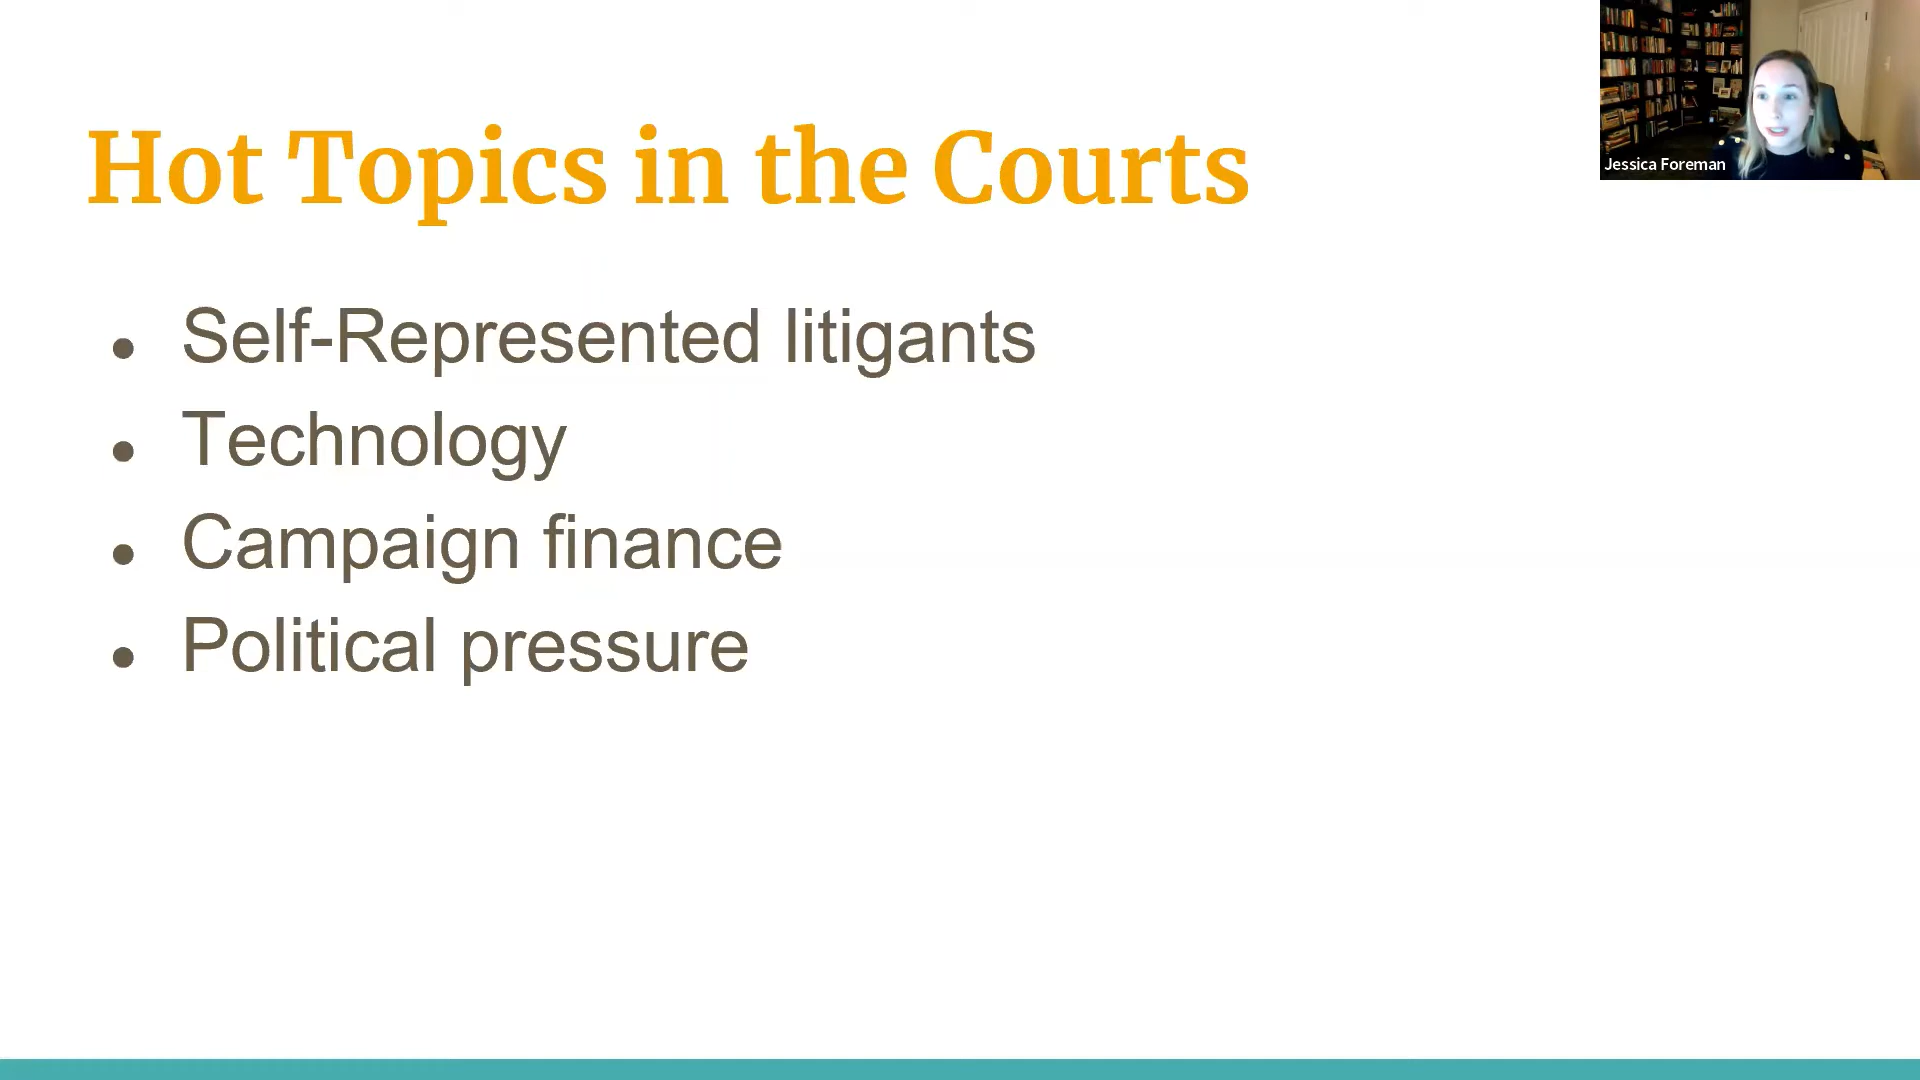 Hot Topics in the Courts
● Self-Represented litigants
● Technology
● Campaign finance
● Political pressure
Jessica Foreman